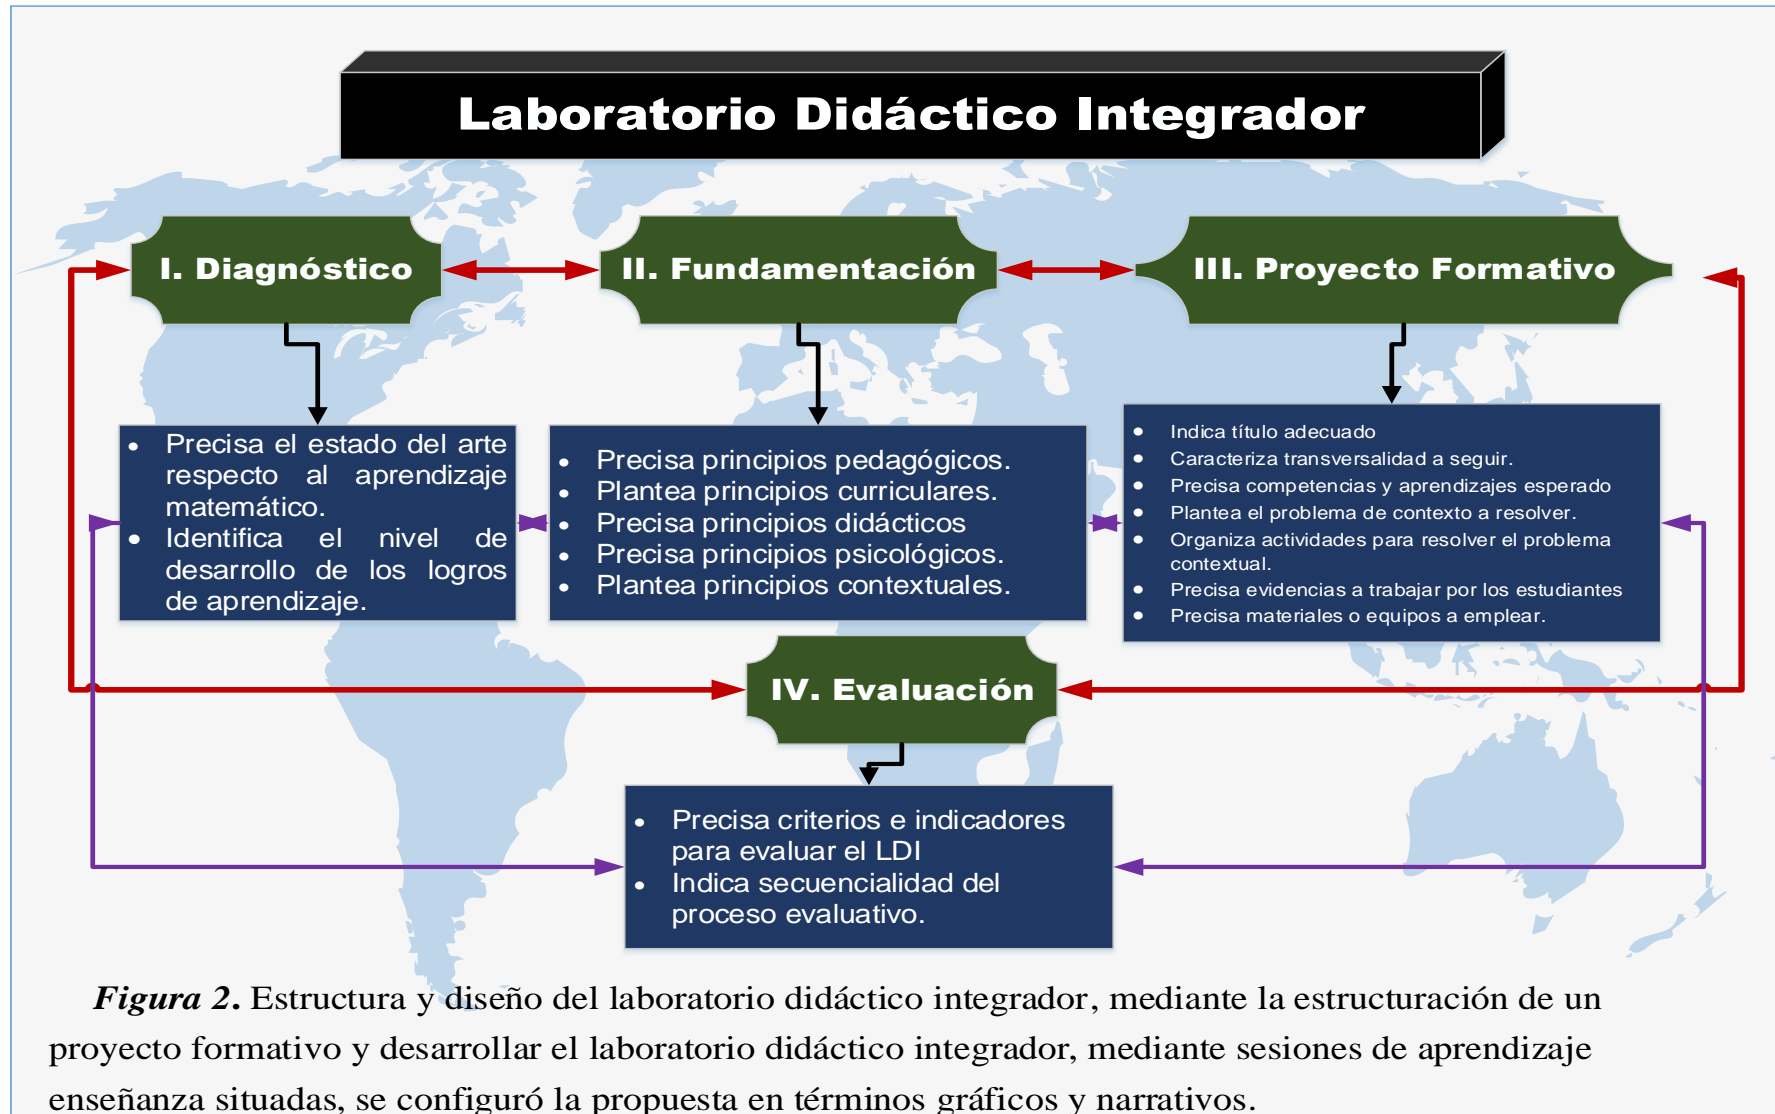 Laboratorio Didáctico Integrador
I. Diagnóstico
II. Fundamentación
III. Proyecto Formativo
• Precisa el estado del arte
respecto al aprendizaje
matemático.
• Identifica el nivel de
desarrollo de los logros
de aprendizaje.
• Precisa principios pedagógicos.
• Plantea principios curriculares.
• Precisa principios didácticos
• Precisa principios psicológicos.
• Plantea principios contextuales.
• Indica título adecuado
• Caracteriza transversalidad a seguir.
• Precisa competencias y aprendizajes esperado
• Plantea el problema de contexto a resolver.
• Organiza actividades para resolver el problema
contextual.
• Precisa evidencias a trabajar por los estudiantes
• Precisa materiales o equipos a emplear.
IV. Evaluación
• Precisa criterios e indicadores
para evaluar el LDI
• Indica secuencialidad del
proceso evaluativo.
Figura 2. Estructura y diseño del laboratorio didáctico integrador, mediante la estructuración de un
proyecto formativo y desarrollar el laboratorio didáctico integrador, mediante sesiones de aprendizaje
enseñanza situadas, se configuró la propuesta en términos gráficos y narrativos.